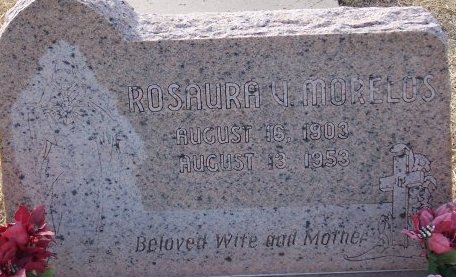 ROSAURA V. MORELOS
AUGUST 16, 1903
AUGUST 13, 1953
Beloved Wife and Mother